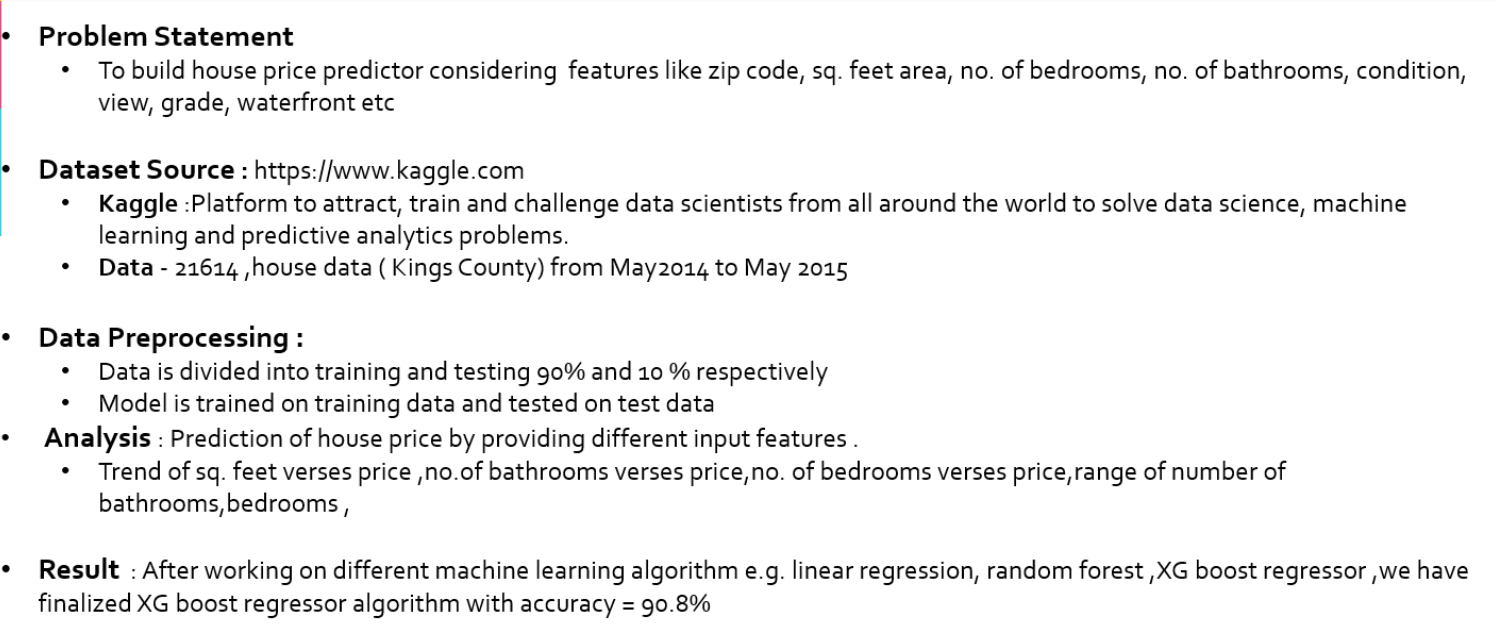 • Problem Statement
• To build house price predictor considering features like zip code, sq. feet area, no. of bedrooms, no. of bathrooms, condition,
view, grade, waterfront etc
• Dataset Source : https://www.kaggle.com
• Kaggle :Platform to attract, train and challenge data scientists from all around the world to solve data science, machine
learning and predictive analytics problems.
• Data - 21614 ,house data ( Kings County) from May2014 to May 2015
• Data Preprocessing :
• Data is divided into training and testing 90% and 10 % respectively
• Model is trained on training data and tested on test data
• Analysis : Prediction of house price by providing different input features .
• Trend of sq. feet verses price ,no.of bathrooms verses price,no. of bedrooms verses price,range of number of
bathrooms,bedrooms ,
• Result : After working on different machine learning algorithm e.g. linear regression, random forest ,XG boost regressor ,we have
finalized XG boost regressor algorithm with accuracy = 90.8%